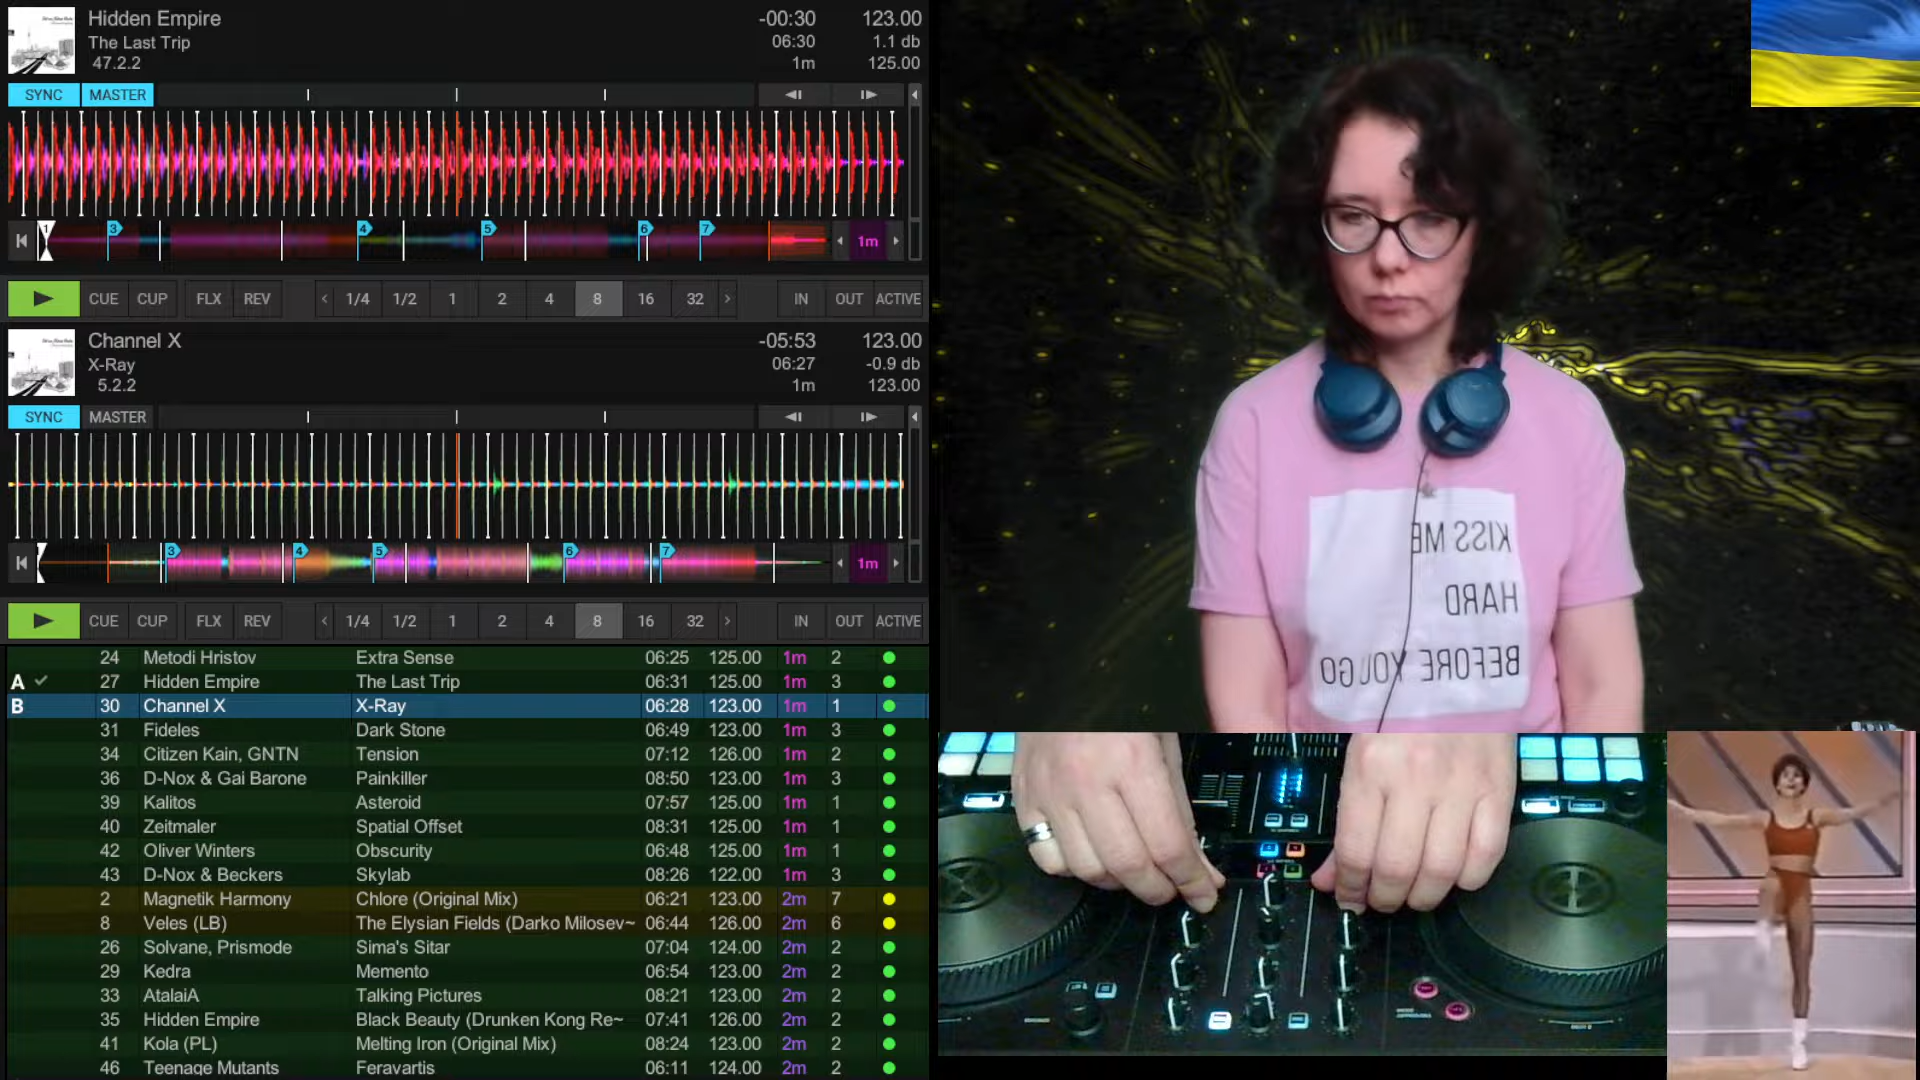 Hidden Empire -00:30 123.00
The Last Trip 06:30 1.1 db
47.2.2 1m 125.00
SYNC MASTER
1 3 4 5 6 7 1m
CUE CUP FLX REV 1/4 1/2 1 2 4 8 16 32 IN OUT ACTIVE
Channel X -05:53 123.00
X-Ray 06:27 -0.9 db
5.2.2 1m 123.00
SYNC MASTER
3 4 5 6 7 1m
CUE CUP FLX REV 1/4 1/2 1 2 4 8 16 32 IN OUT ACTIVE
24 Metodi Hristov Extra Sense 06:25 125.00 1m 2
A 27 Hidden Empire The Last Trip 06:31 125.00 1m 3
B 30 Channel X X-Ray 06:28 123.00 1m 1
31 Fideles Dark Stone 06:49 123.00 1m 3
34 Citizen Kain, GNTN Tension 07:12 126.00 1m 2
36 D-Nox & Gai Barone Painkiller 08:50 123.00 1m 3
39 Kalitos Asteroid 07:57 125.00 1m 1
40 Zeitmaler Spatial Offset 08:31 125.00 1m 1
42 Oliver Winters Obscurity 06:48 125.00 1m 1
43 D-Nox & Beckers Skylab 08:26 122.00 1m 3
2 Magnetik Harmony Chlore (Original Mix) 06:21 123.00 2m 7
8 Veles (LB) The Elysian Fields (Darko Milosev~ 06:44 126.00 2m 6
26 Solvane, Prismode Sima's Sitar 07:04 124.00 2m 2
29 Kedra Memento 06:54 123.00 2m 2
33 AtalaiA Talking Pictures 08:21 123.00 2m 2
35 Hidden Empire Black Beauty (Drunken Kong Re~ 07:41 126.00 2m 2
41 Kola (PL) Melting Iron (Original Mix) 08:24 123.00 2m 2
46 Teenage Mutants Feravartis 06:11 124.00 2m 2
KISS ME
HARD
BEFORE YOU GO